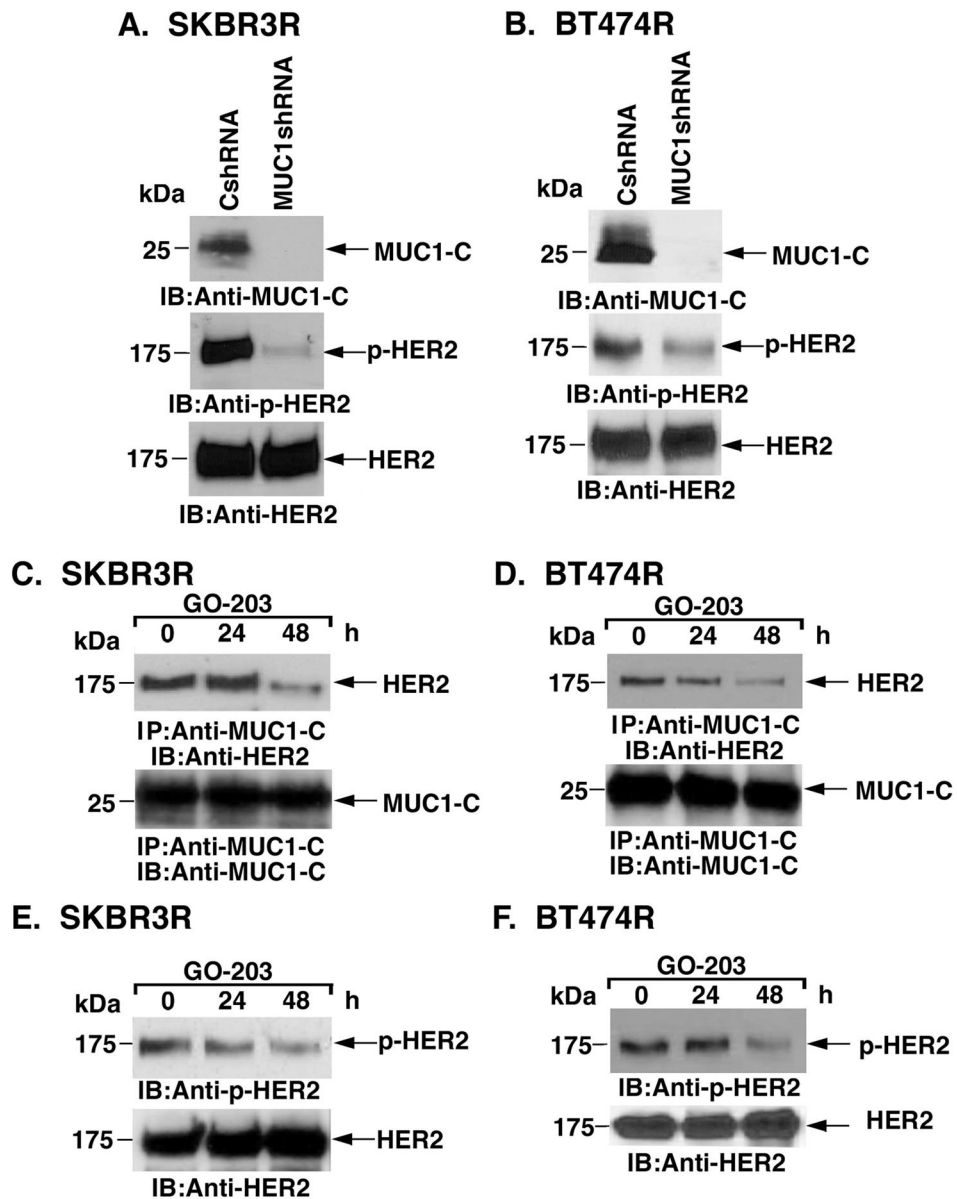 A. SKBR3R
CshRNA
MUC1shRNA
kDa
25
MUC1-C
IB:Anti-MUC1-C
175
p-HER2
IB:Anti-p-HER2
175
HER2
IB:Anti-HER2
B. BT474R
CshRNA
MUC1shRNA
kDa
25
MUC1-C
IB:Anti-MUC1-C
175
p-HER2
IB:Anti-p-HER2
175
HER2
IB:Anti-HER2
C. SKBR3R
GO-203
kDa 0 24 48 h
175
HER2
IP:Anti-MUC1-C
IB:Anti-HER2
25
MUC1-C
IP:Anti-MUC1-C
IB:Anti-MUC1-C
D. BT474R
GO-203
kDa 0 24 48 h
175
HER2
IP:Anti-MUC1-C
IB:Anti-HER2
25
MUC1-C
IP:Anti-MUC1-C
IB:Anti-MUC1-C
E. SKBR3R
GO-203
kDa 0 24 48 h
175
p-HER2
IB:Anti-p-HER2
175
HER2
IB:Anti-HER2
F. BT474R
GO-203
kDa 0 24 48 h
175
p-HER2
IB:Anti-p-HER2
175
HER2
IB:Anti-HER2